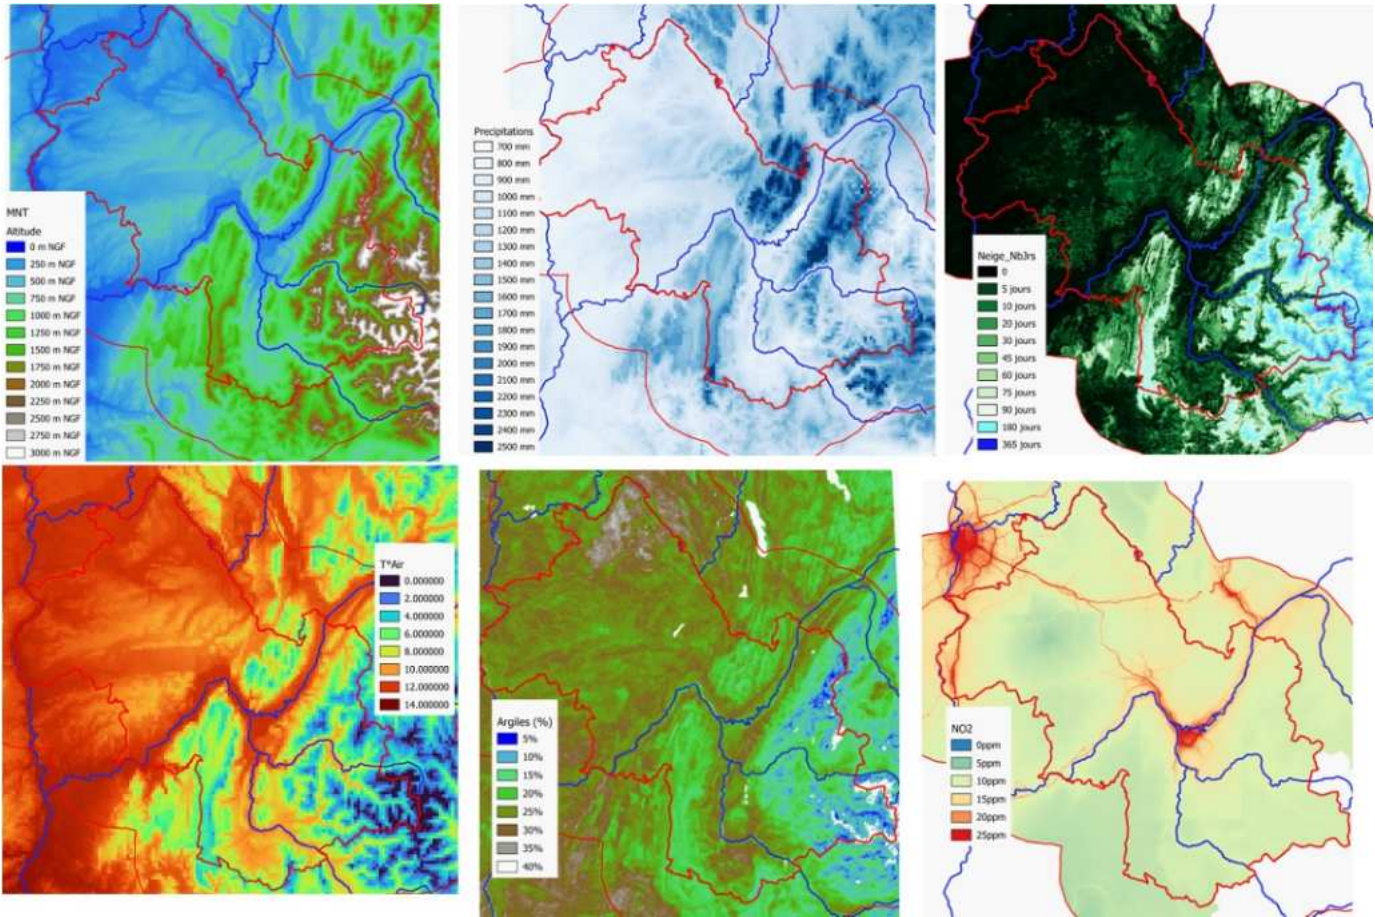 MNT
Altitude
0 m NGF
250 m NGF
500 m NGF
750 m NGF
1000 m NGF
1250 m NGF
1500 m NGF
1750 m NGF
2000 m NGF
2250 m NGF
2500 m NGF
2750 m NGF
3000 m NGF
Precipitations
700 mm
800 mm
900 mm
1000 mm
1100 mm
1200 mm
1300 mm
1400 mm
1500 mm
1600 mm
1700 mm
1800 mm
1900 mm
2000 mm
2100 mm
2200 mm
2300 mm
2400 mm
2500 mm
Neige_NbJrs
0
5 jours
10 jours
20 jours
30 jours
45 jours
60 jours
75 jours
90 jours
180 jours
365 jours
T°Air
0.000000
2.000000
4.000000
6.000000
8.000000
10.000000
12.000000
14.000000
Argiles (%)
5%
10%
15%
20%
25%
30%
35%
40%
NO2
0ppm
5ppm
10ppm
15ppm
20ppm
25ppm